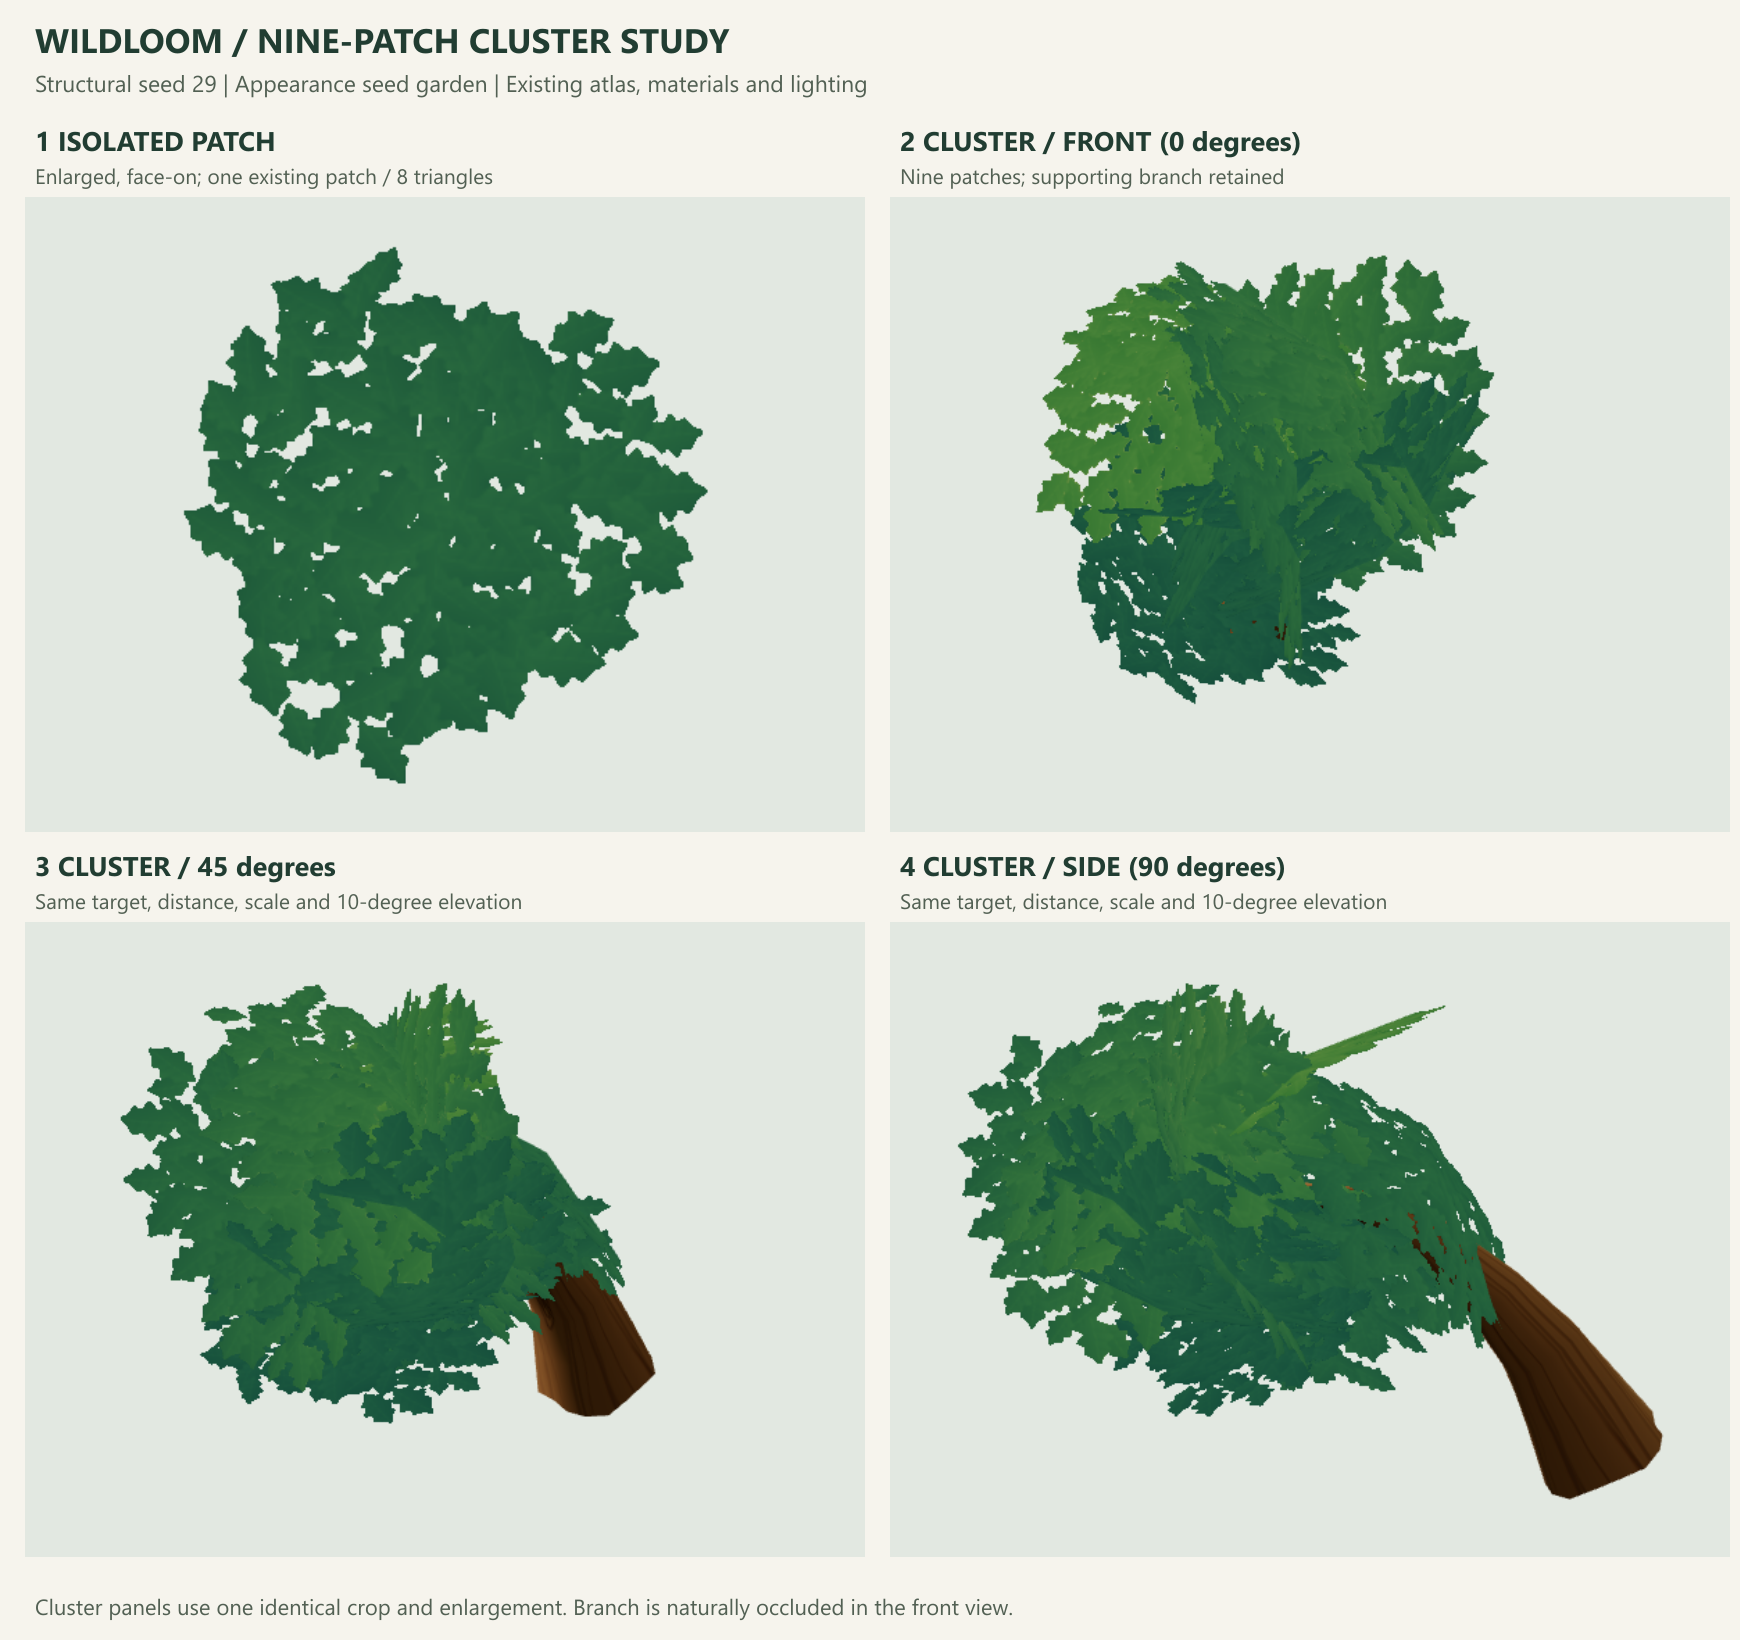 WILDLOOM / NINE-PATCH CLUSTER STUDY
Structural seed 29 | Appearance seed garden | Existing atlas, materials and lighting
1 ISOLATED PATCH
Enlarged, face-on; one existing patch / 8 triangles
2 CLUSTER / FRONT (0 degrees)
Nine patches; supporting branch retained
3 CLUSTER / 45 degrees
Same target, distance, scale and 10-degree elevation
4 CLUSTER / SIDE (90 degrees)
Same target, distance, scale and 10-degree elevation
Cluster panels use one identical crop and enlargement. Branch is naturally occluded in the front view.